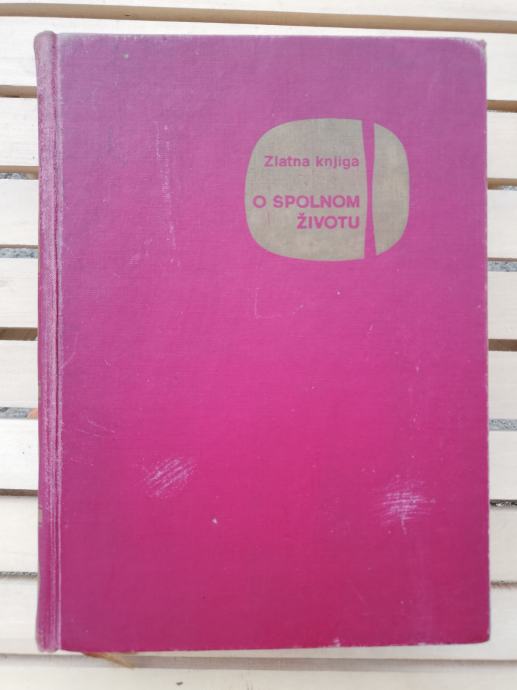 Zlatna knjiga
O SPOLNOM
ŽIVOTU